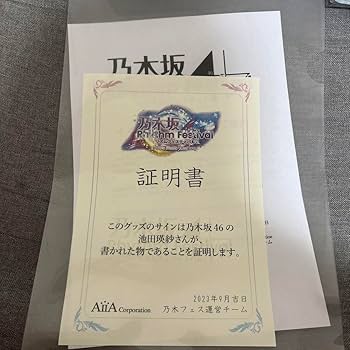 乃木坂
乃木坂
Rhythm Festival
証明書
このグッズのサインは乃木坂46の
池田瑛紗さんが、
書かれた物であることを証明します。
2023年9月吉日
AiiA Corporation
乃木フェス運営チーム